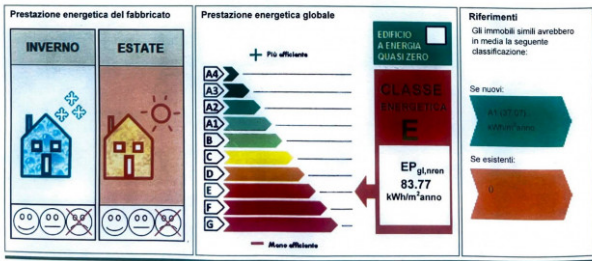 Prestazione energetica del fabbricato
INVERNO
ESTATE
Prestazione energetica globale
Più efficiente
A4
A3
A2
A1
B
C
D
E
F
G
Meno efficiente
EDIFICIO
A ENERGIA
QUASI ZERO
CLASSE
ENERGETICA
E
EPgl,nren
83.77
kWh/m²anno
Riferimenti
Gli immobili simili avrebbero
in media la seguente
classificazione:
Se nuovi:
kWh/m²anno
Se esistenti: